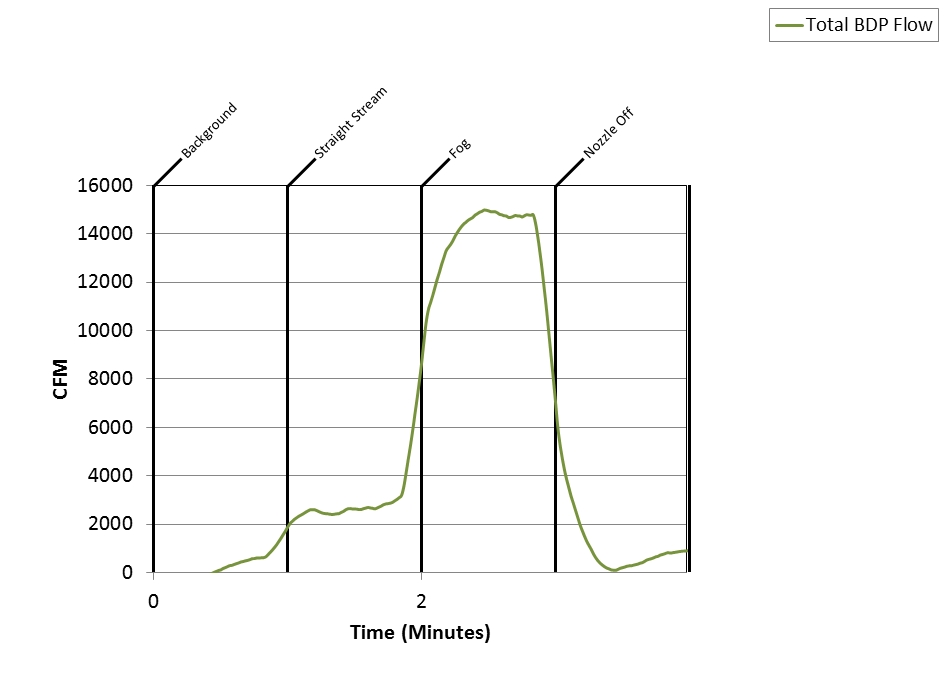 Total BDP Flow
Background
Straight Stream
Fog
Nozzle Off
16000
14000
12000
10000
8000
6000
4000
2000
0
CFM
0 2
Time (Minutes)